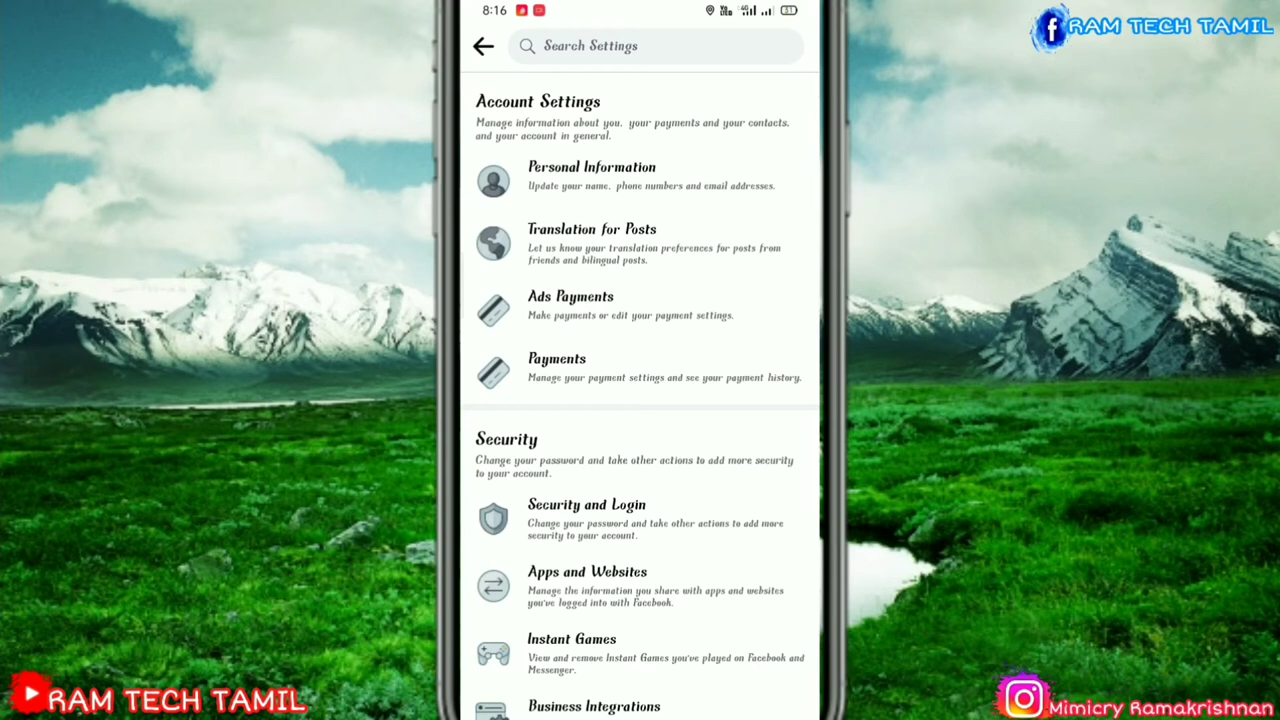 8:16
Vo
LTED
4G
51
RAM TECH TAMIL
Search Settings
Account Settings
Manage information about you, your payments and your contacts,
and your account in general.
Personal Information
Update your name, phone numbers and email addresses.
Translation for Posts
Let us know your translation preferences for posts from
friends and bilingual posts.
Ads Payments
Make payments or edit your payment settings.
Payments
Manage your payment settings and see your payment history.
Security
Change your password and take other actions to add more security
to your account.
Security and Login
Change your password and take other actions to add more
security to your account.
Apps and Websites
Manage the information you share with apps and websites
you've logged into with Facebook.
Instant Games
View and remove Instant Games you've played on Facebook and
Messenger.
Business Integrations
RAM TECH TAMIL
Mimicry Ramakrishnan